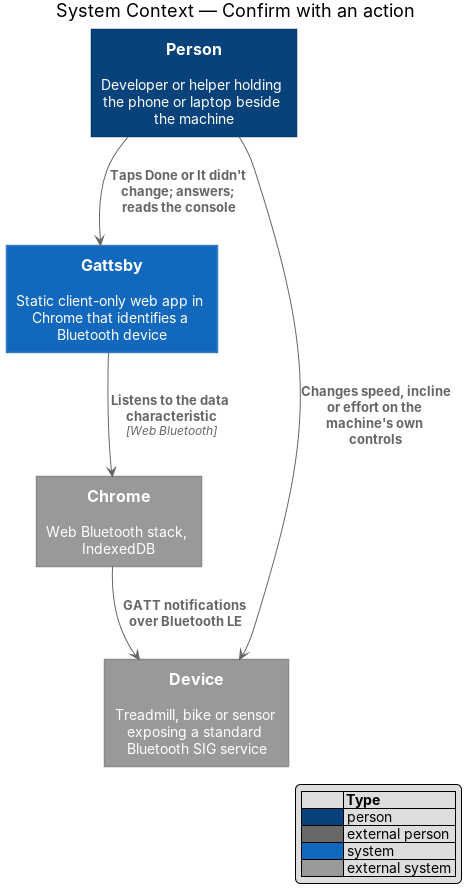 System Context — Confirm with an action
Person
Developer or helper holding
the phone or laptop beside
the machine
Taps Done or It didn't
change; answers;
reads the console
Gattsby
Static client-only web app in
Chrome that identifies a
Bluetooth device
Changes speed, incline
or effort on the
machine's own
controls
Listens to the data
characteristic
[Web Bluetooth]
Chrome
Web Bluetooth stack,
IndexedDB
GATT notifications
over Bluetooth LE
Device
Treadmill, bike or sensor
exposing a standard
Bluetooth SIG service
Type
person
external person
system
external system